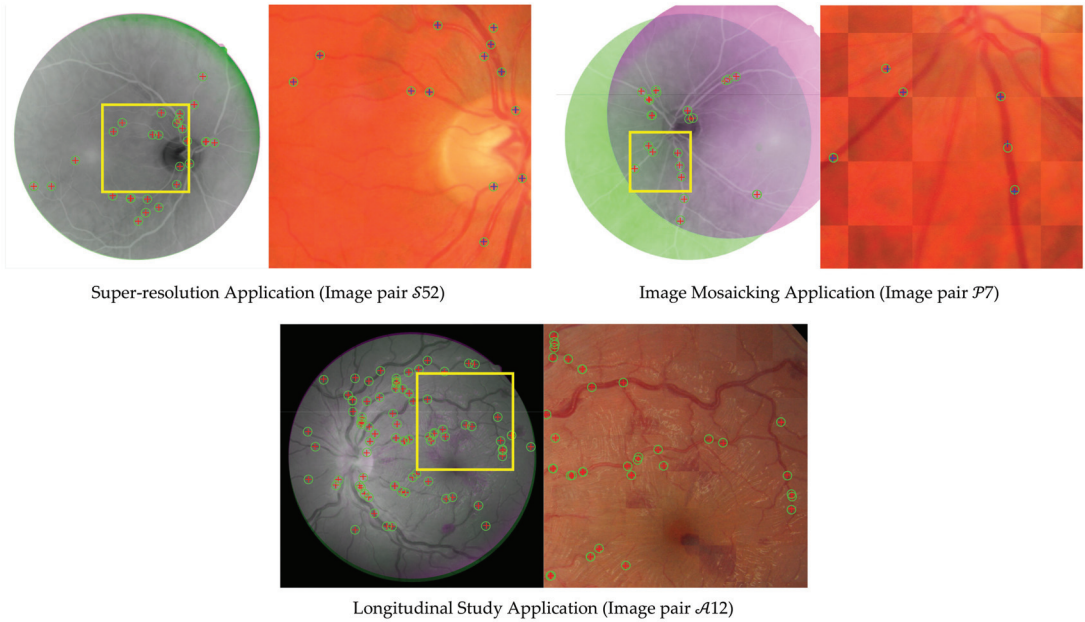 Super-resolution Application (Image pair 𝒮52)
Image Mosaicking Application (Image pair 𝒫7)
Longitudinal Study Application (Image pair 𝒜12)